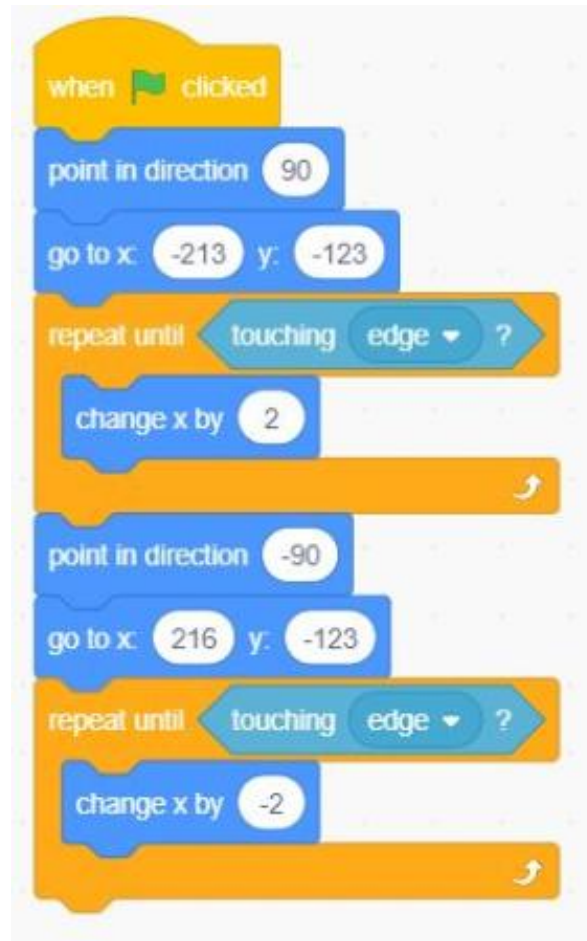 when clicked
point in direction 90
go to x: -213 y: -123
repeat until touching edge ?
change x by 2
point in direction -90
go to x: 216 y: -123
repeat until touching edge ?
change x by -2